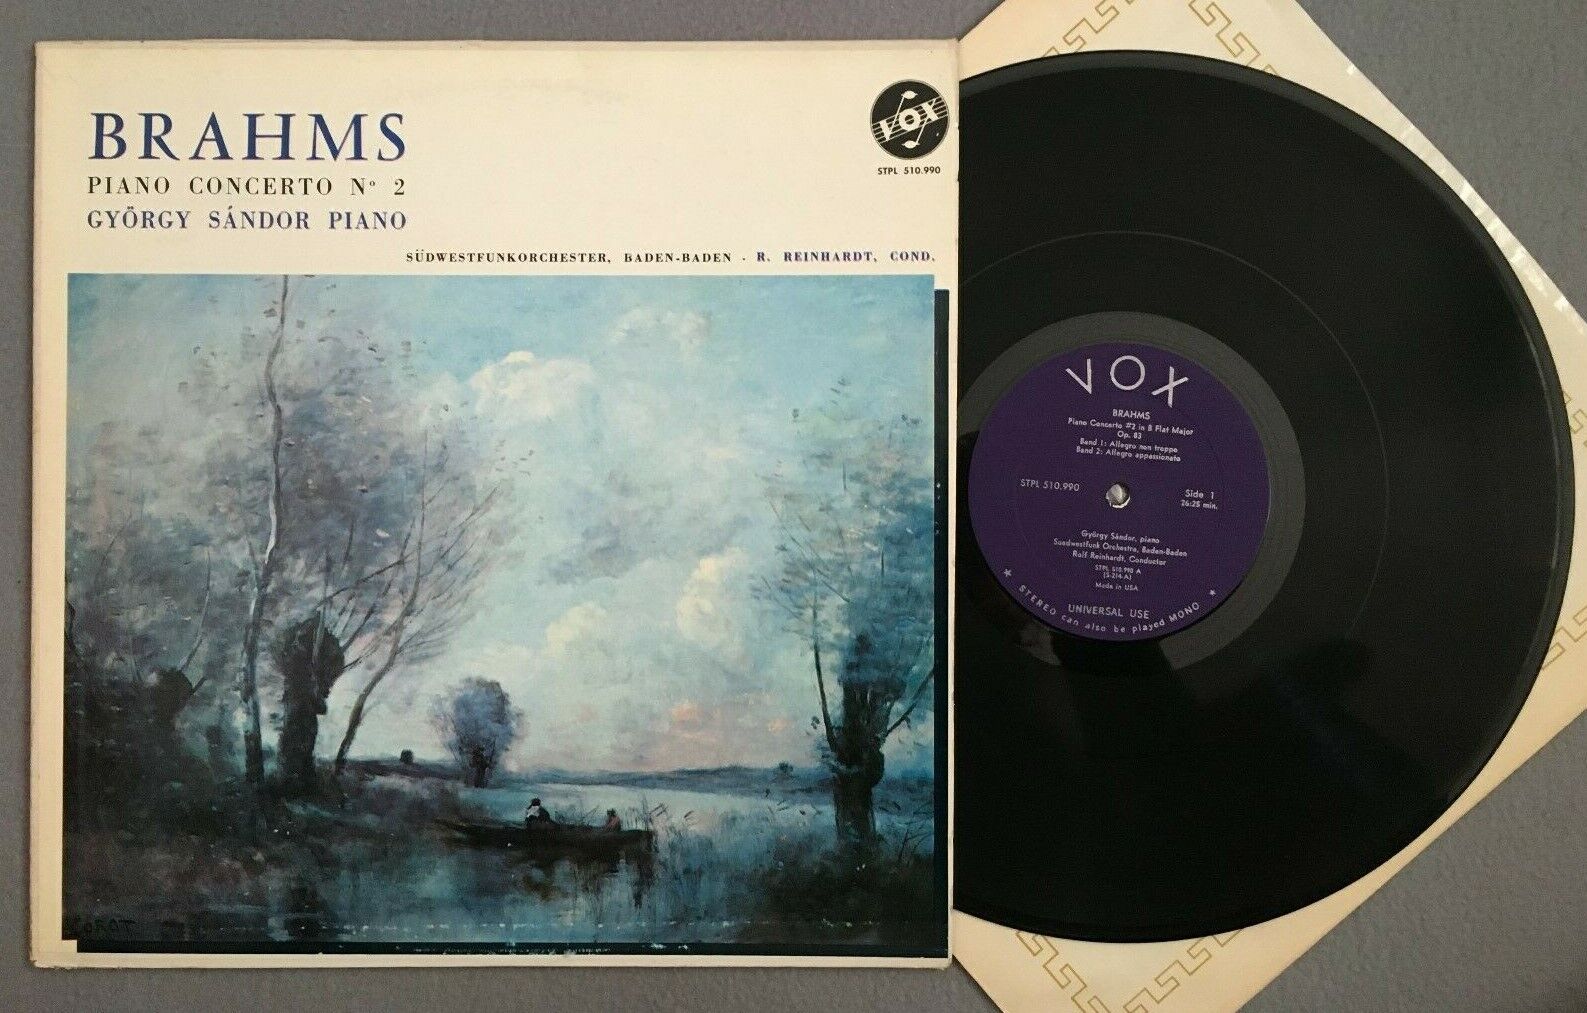 BRAHMS
PIANO CONCERTO Nº 2
GYÖRGY SÁNDOR PIANO
VOX
STPL 510.990
SÜDWESTFUNKORCHESTER, BADEN-BADEN · R. REINHARDT, COND.
COROT
VOX
BRAHMS
Piano Concerto #2 in B Flat Major
Op. 83
Band 1: Allegro non troppo
Band 2: Allegro appassionato
STPL 510.990
Side 1
26:25 min.
György Sándor, piano
Suedwestfunk Orchestra, Baden-Baden
Rolf Reinhardt, Conductor
STPL 510.990 A
(S-214-A)
Made in USA
UNIVERSAL USE
★ STEREO can also be played MONO ★